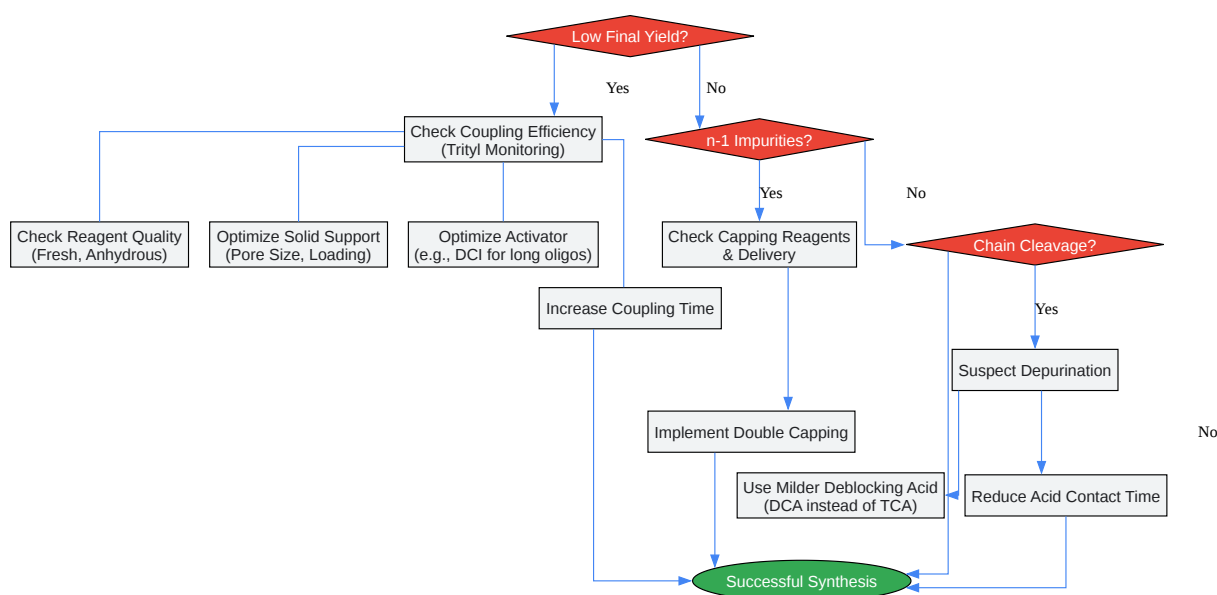 Low Final Yield?
Yes
No
Check Coupling Efficiency
(Trityl Monitoring)
n-1 Impurities?
Yes
No
Check Reagent Quality
(Fresh, Anhydrous)
Optimize Solid Support
(Pore Size, Loading)
Optimize Activator
(e.g., DCI for long oligos)
Check Capping Reagents
& Delivery
Chain Cleavage?
Increase Coupling Time
Yes
Suspect Depurination
Implement Double Capping
No
Use Milder Deblocking Acid
(DCA instead of TCA)
Reduce Acid Contact Time
Successful Synthesis